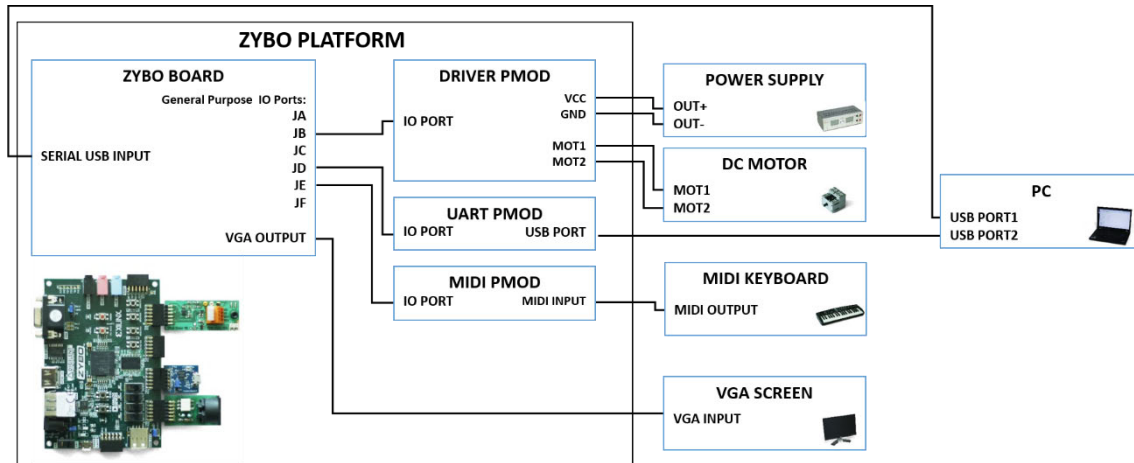 ZYBO PLATFORM
ZYBO BOARD
General Purpose IO Ports:
JA
JB
JC
JD
JE
JF
SERIAL USB INPUT
VGA OUTPUT
DRIVER PMOD
VCC
GND
IO PORT
MOT1
MOT2
UART PMOD
IO PORT
USB PORT
MIDI PMOD
IO PORT
MIDI INPUT
POWER SUPPLY
OUT+
OUT-
DC MOTOR
MOT1
MOT2
PC
USB PORT1
USB PORT2
MIDI KEYBOARD
MIDI OUTPUT
VGA SCREEN
VGA INPUT
XILINX
ZYBO